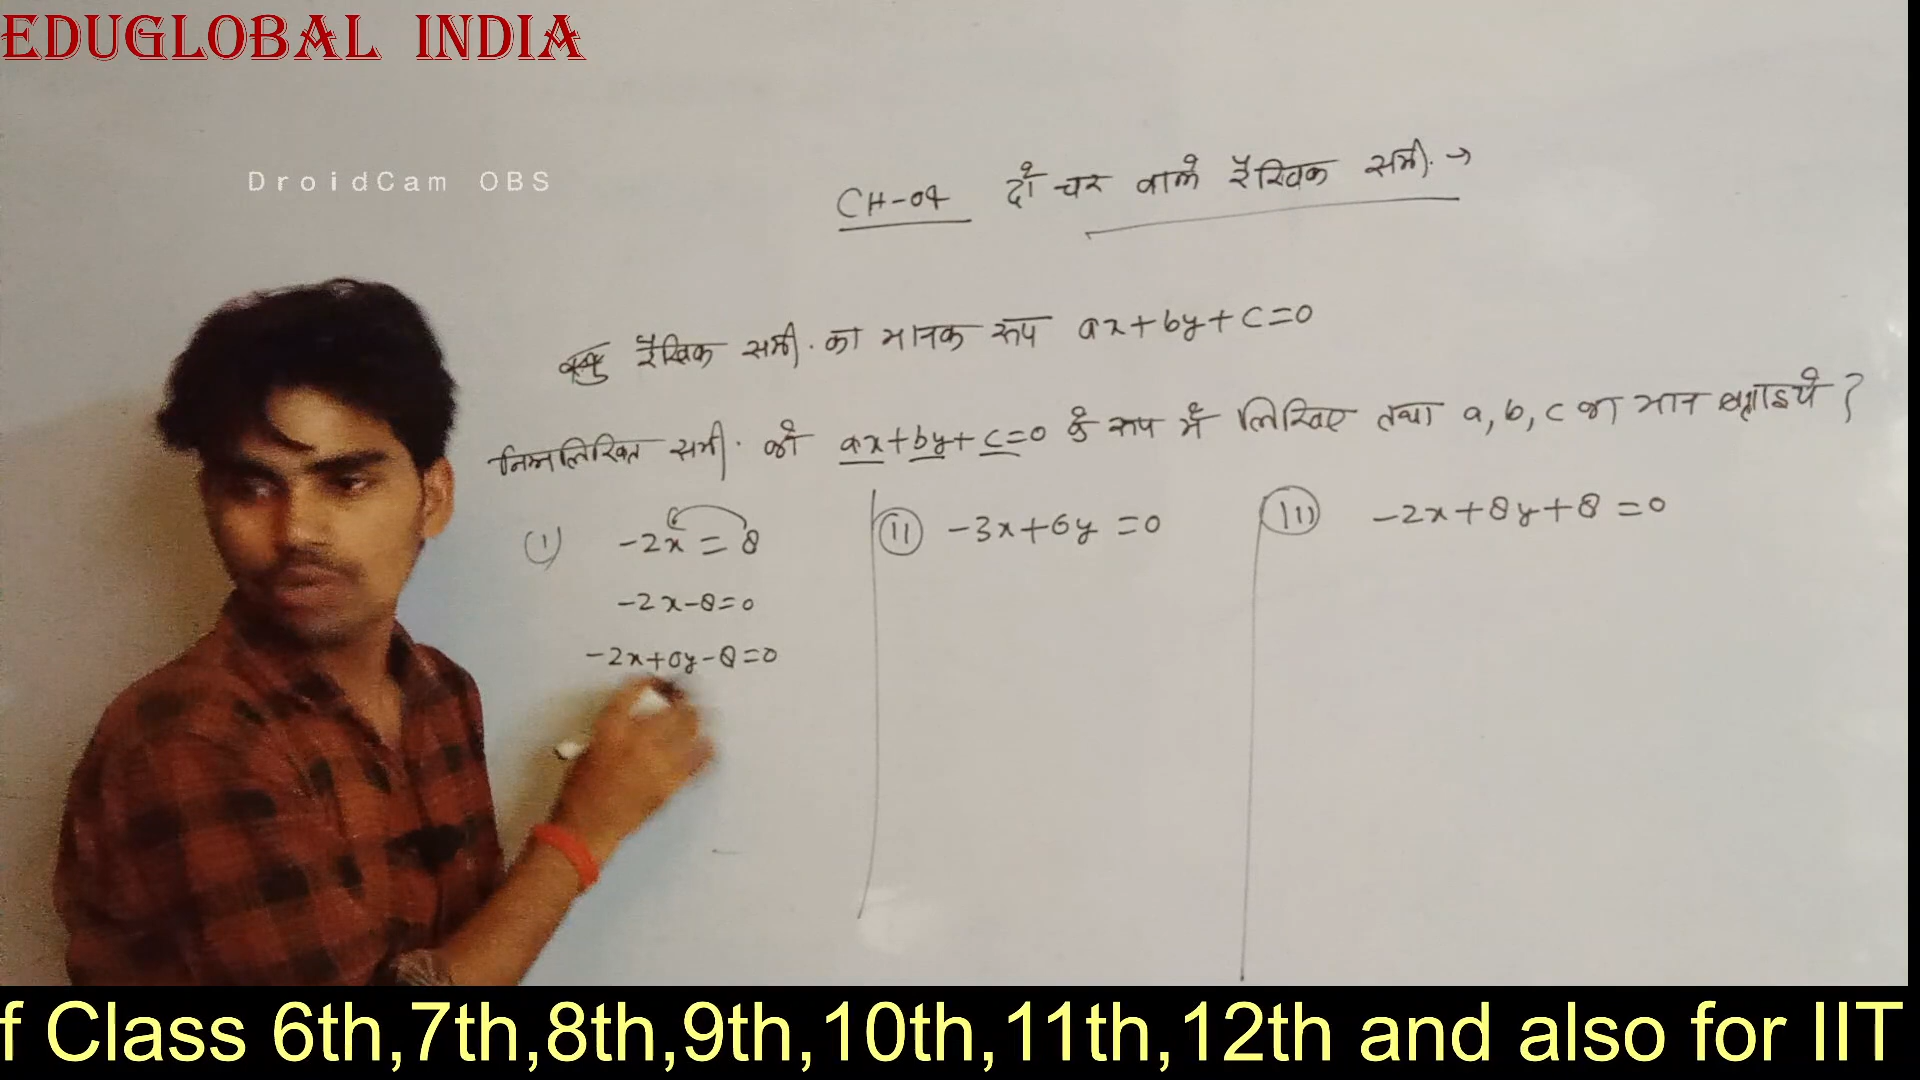 EDUGLOBAL INDIA
DroidCam OBS
CH-04 दो चर वाले रैखिक समी. →
रैखिक समी. का मानक रूप ax+by+c=0
निम्नलिखित समी. को ax+by+c=0 के रूप में लिखिए तथा a, b, c का मान बताइये ?
(i) -2x = 8
-2x-8=0
-2x+0y-8=0
(ii) -3x+6y =0
(iii) -2x+8y+8 =0
f Class 6th,7th,8th,9th,10th,11th,12th and also for IIT